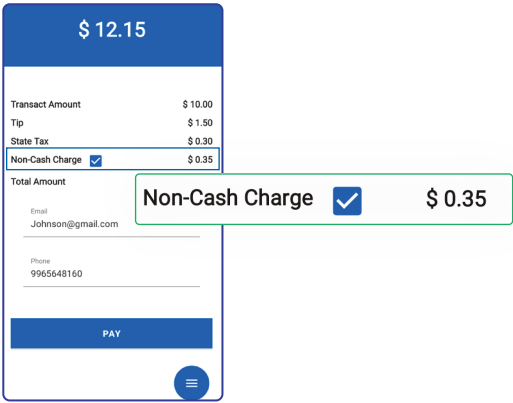 $ 12.15
Transact Amount $ 10.00
Tip $ 1.50
State Tax $ 0.30
Non-Cash Charge $ 0.35
Total Amount
Non-Cash Charge $ 0.35
Email
Johnson@gmail.com
Phone
9965648160
PAY